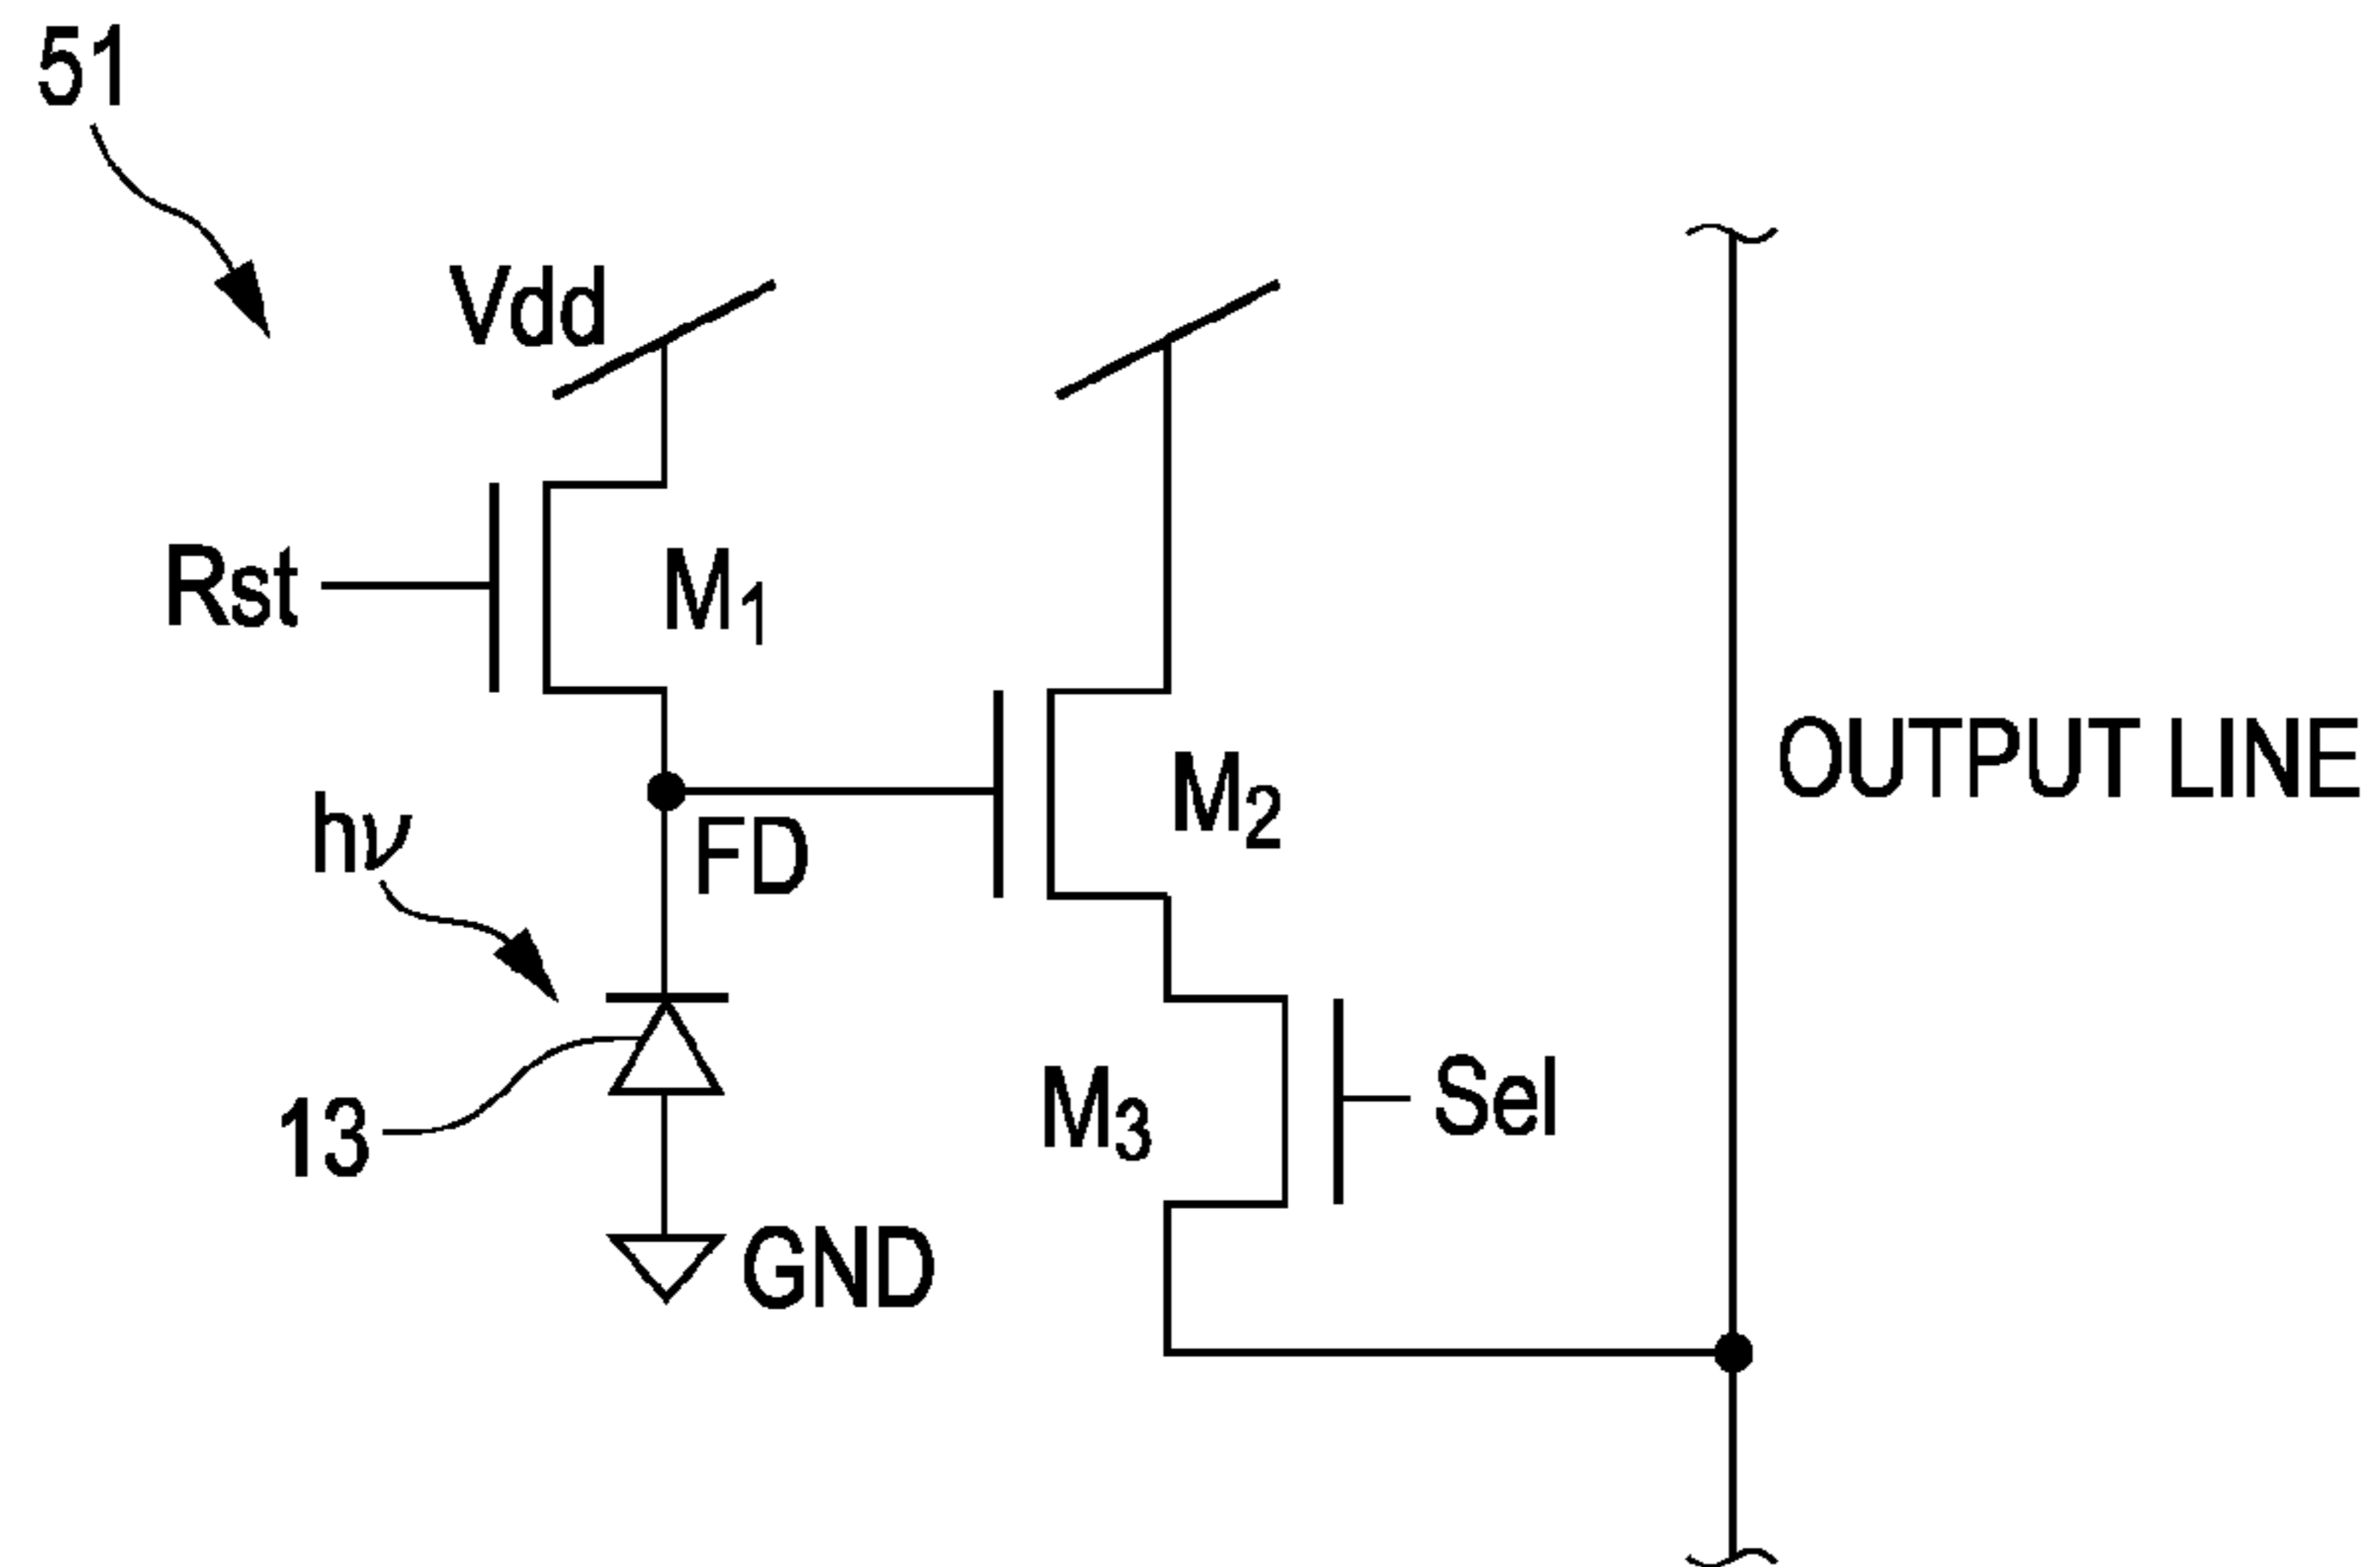 51
Vdd
Rst
M1
M2
OUTPUT LINE
hν
FD
M3
Sel
13
GND